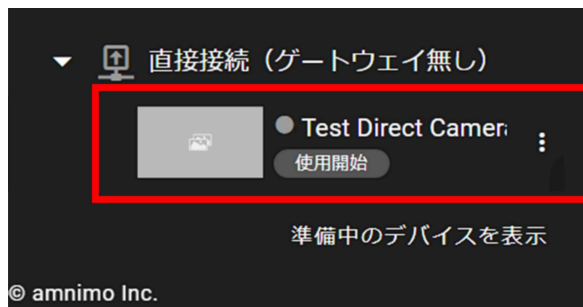 直接接続（ゲートウェイ無し）
Test Direct Camer
使用開始
準備中のデバイスを表示
© amnimo Inc.